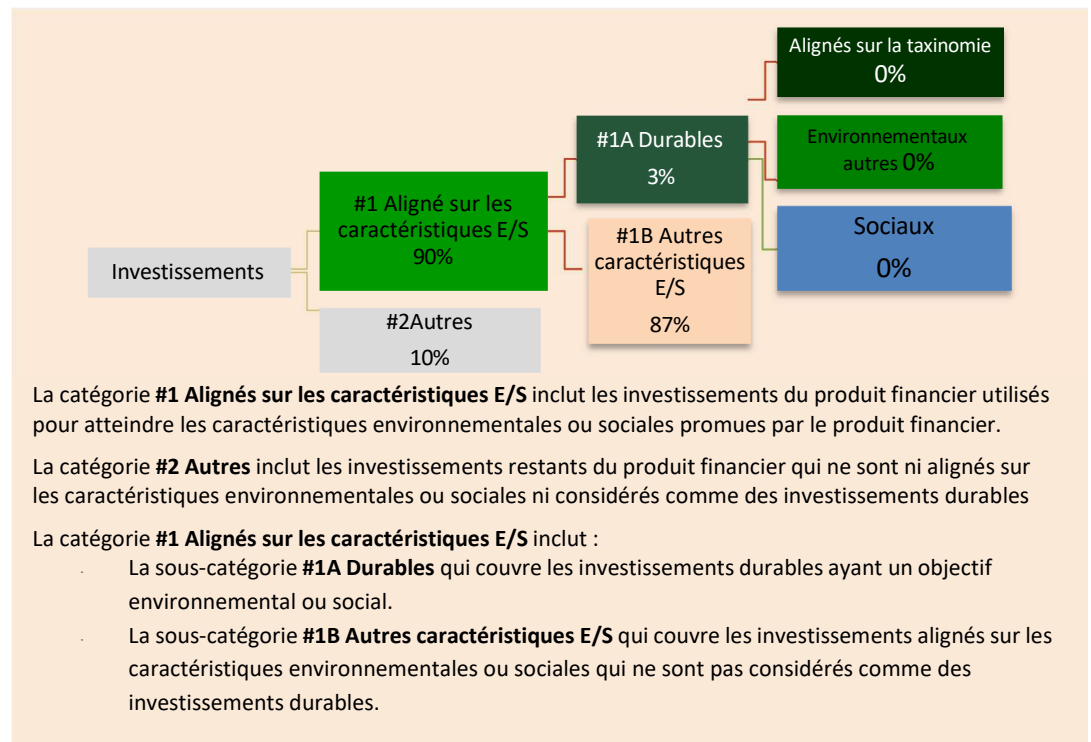 Alignés sur la taxinomie
0%
#1A Durables
3%
Environnementaux
autres 0%
#1 Aligné sur les
caractéristiques E/S
90%
Sociaux
0%
#1B Autres
caractéristiques
E/S
87%
Investissements
#2Autres
10%
La catégorie #1 Alignés sur les caractéristiques E/S inclut les investissements du produit financier utilisés
pour atteindre les caractéristiques environnementales ou sociales promues par le produit financier.
La catégorie #2 Autres inclut les investissements restants du produit financier qui ne sont ni alignés sur
les caractéristiques environnementales ou sociales ni considérés comme des investissements durables
La catégorie #1 Alignés sur les caractéristiques E/S inclut :
- La sous-catégorie #1A Durables qui couvre les investissements durables ayant un objectif
environnemental ou social.
- La sous-catégorie #1B Autres caractéristiques E/S qui couvre les investissements alignés sur les
caractéristiques environnementales ou sociales qui ne sont pas considérés comme des
investissements durables.